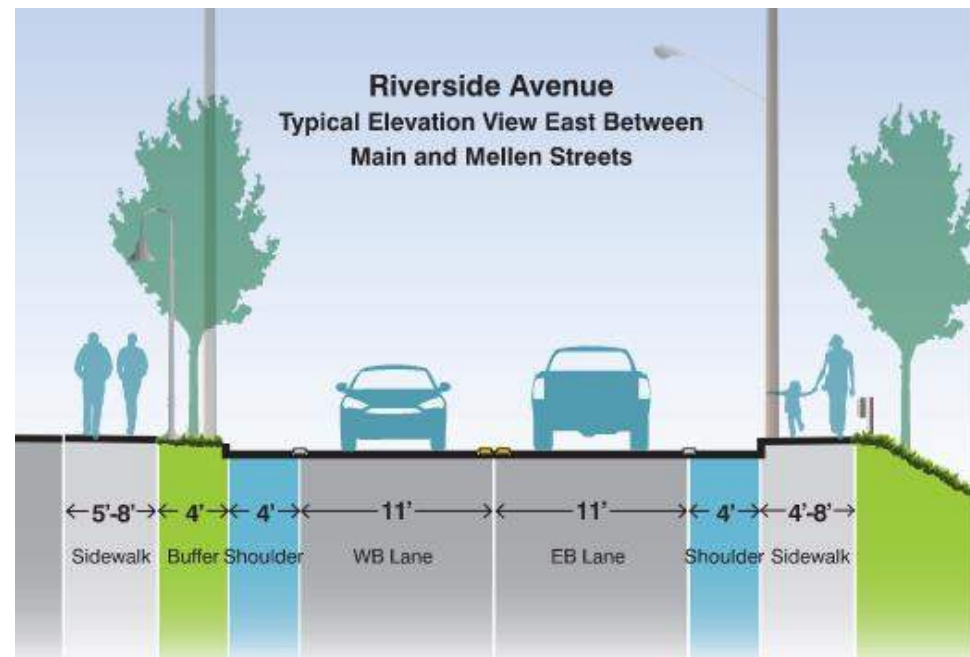 Riverside Avenue
Typical Elevation View East Between
Main and Mellen Streets
5'-8' 4' 4' 11' 11' 4' 4'-8'
Sidewalk Buffer Shoulder WB Lane EB Lane Shoulder Sidewalk